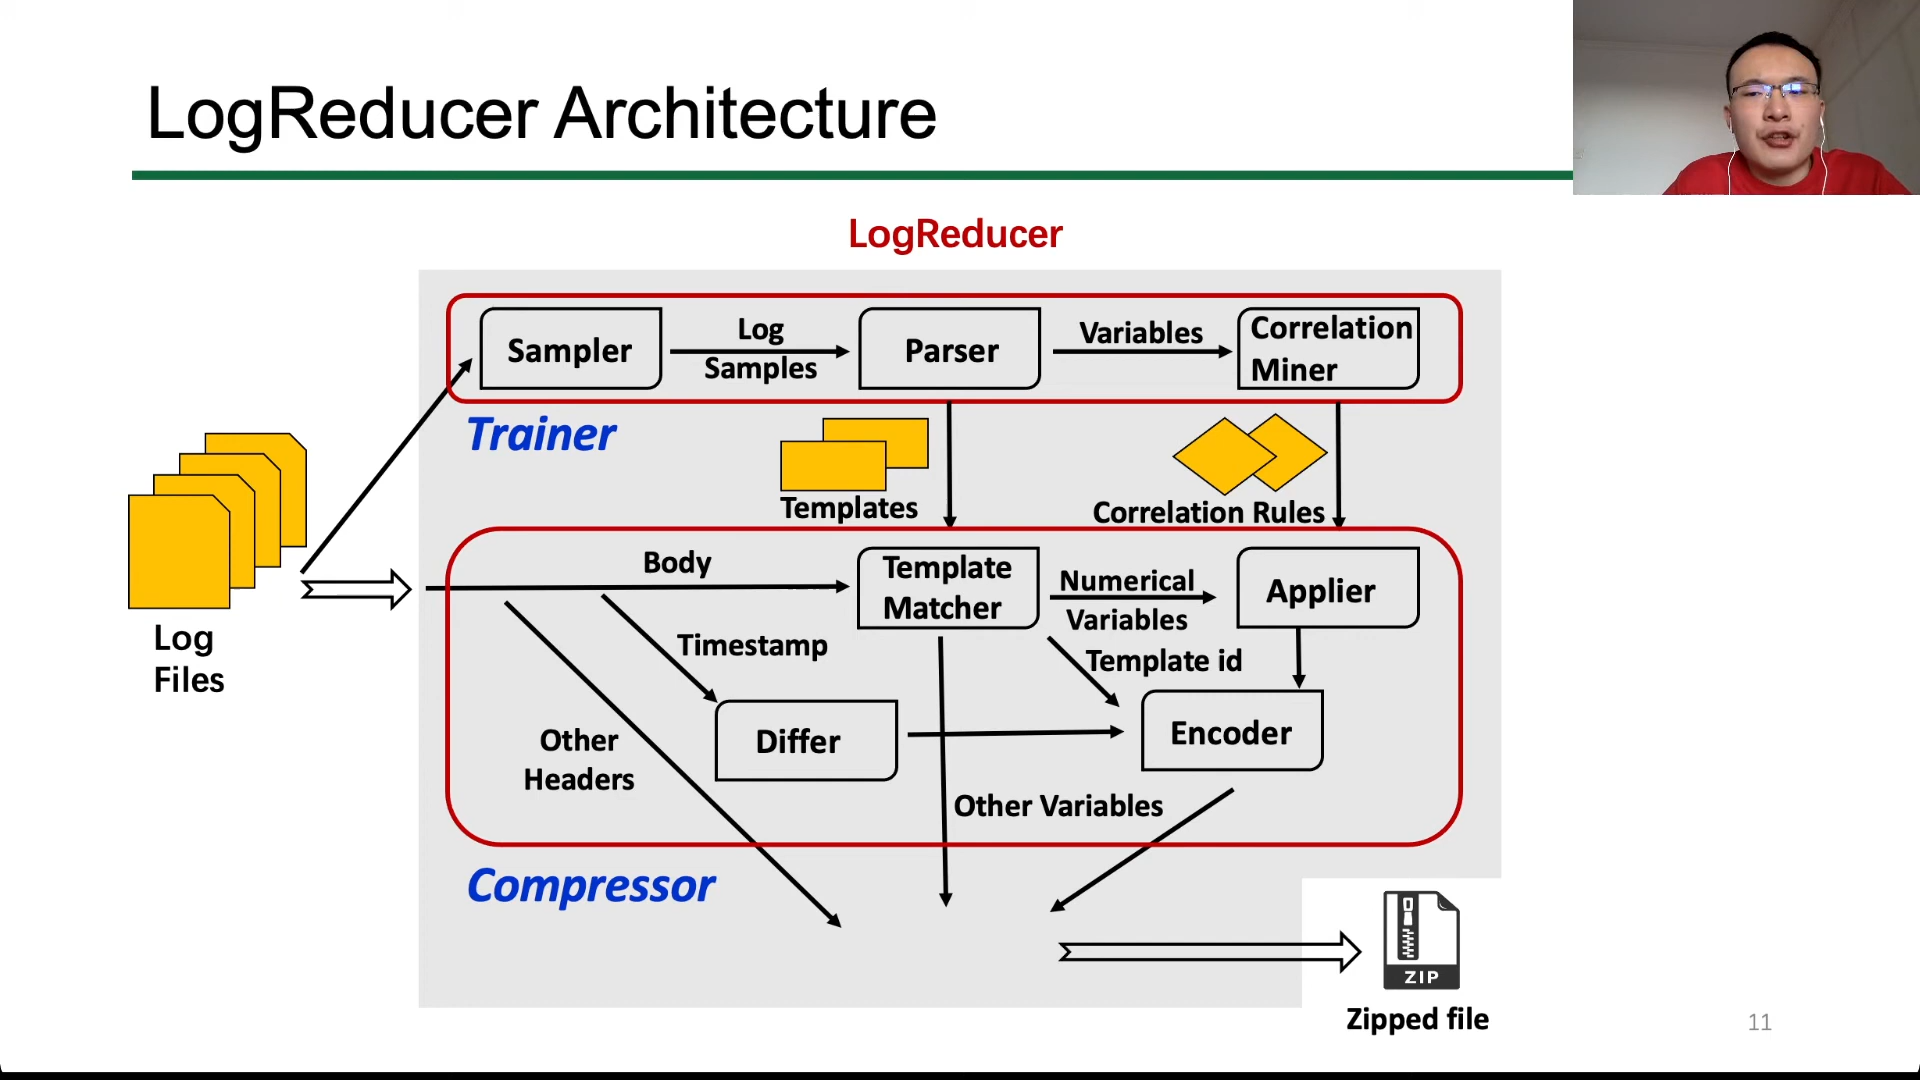 LogReducer Architecture
LogReducer
Sampler
Log
Samples
Parser
Variables
Correlation
Miner
Trainer
Templates
Correlation Rules
Log
Files
Body
Template
Matcher
Numerical
Variables
Applier
Timestamp
Template id
Differ
Encoder
Other
Headers
Other Variables
Compressor
ZIP
Zipped file
11